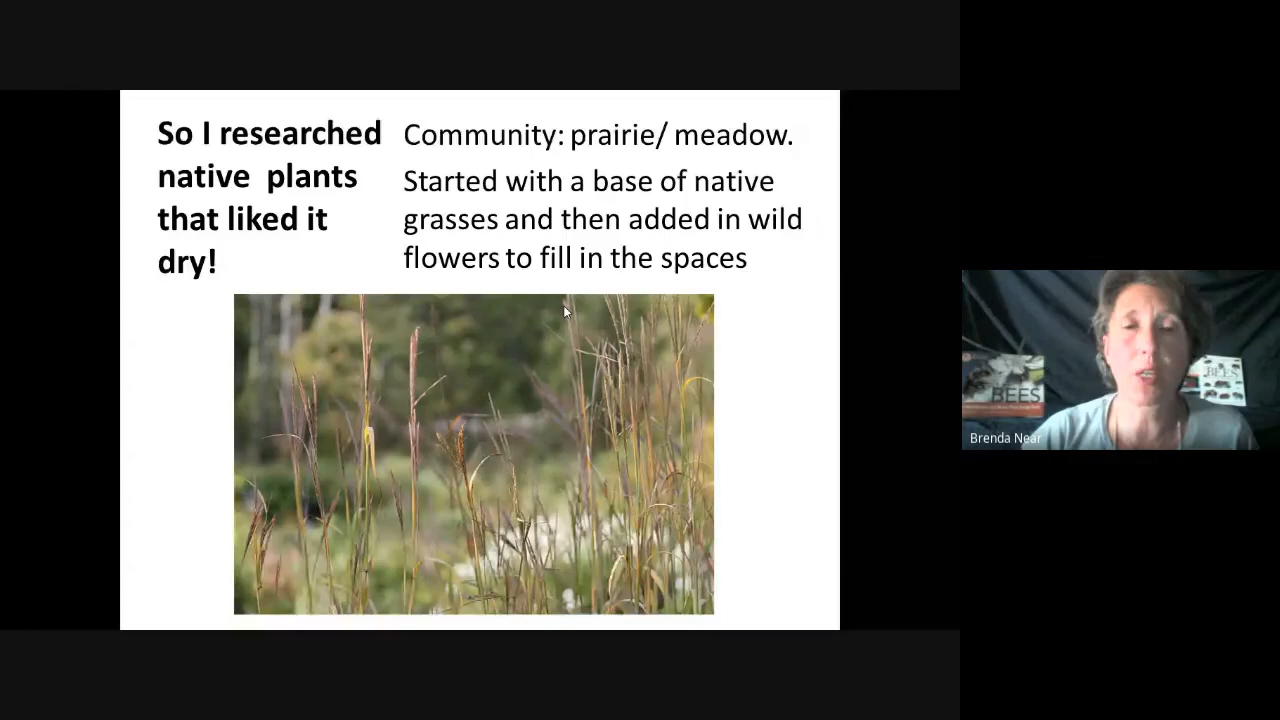 So I researched
native plants
that liked it
dry!
Community: prairie/ meadow.
Started with a base of native
grasses and then added in wild
flowers to fill in the spaces
BEES
BEES
Brenda Near